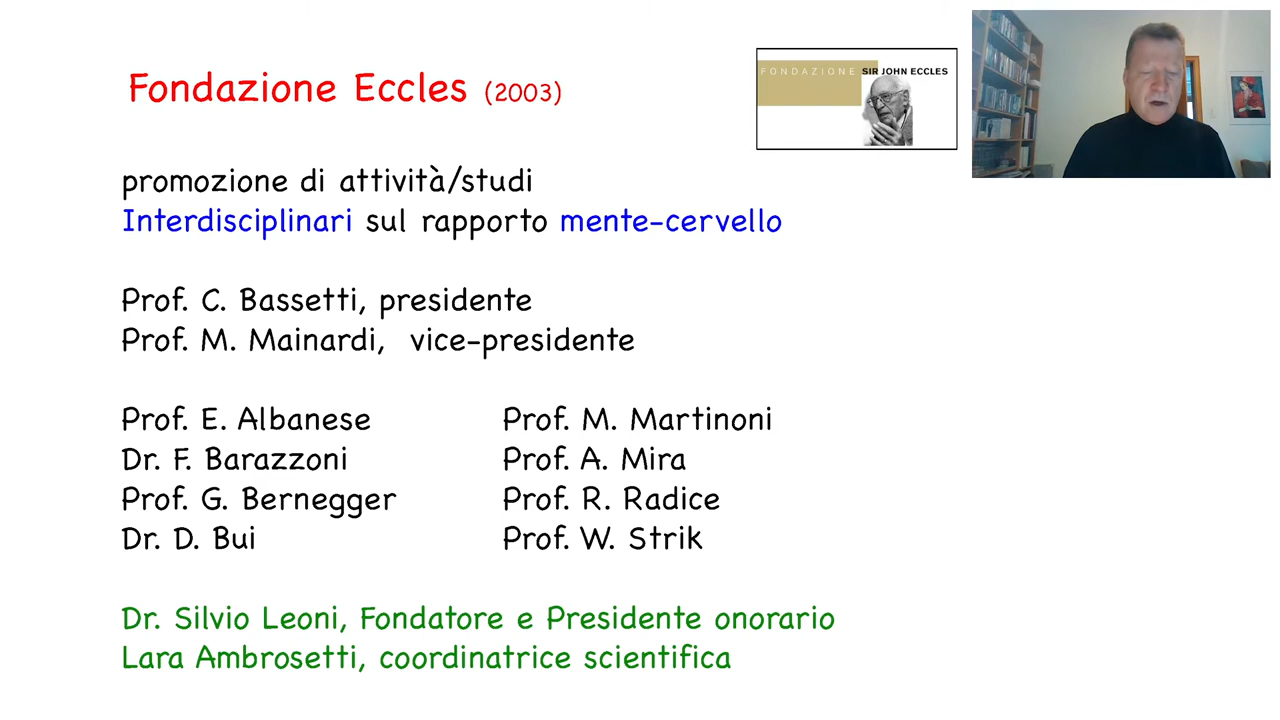 Fondazione Eccles (2003)
FONDAZIONE SIR JOHN ECCLES
promozione di attività/studi
Interdisciplinari sul rapporto mente-cervello
Prof. C. Bassetti, presidente
Prof. M. Mainardi, vice-presidente
Prof. E. Albanese
Dr. F. Barazzoni
Prof. G. Bernegger
Dr. D. Bui
Prof. M. Martinoni
Prof. A. Mira
Prof. R. Radice
Prof. W. Strik
Dr. Silvio Leoni, Fondatore e Presidente onorario
Lara Ambrosetti, coordinatrice scientifica